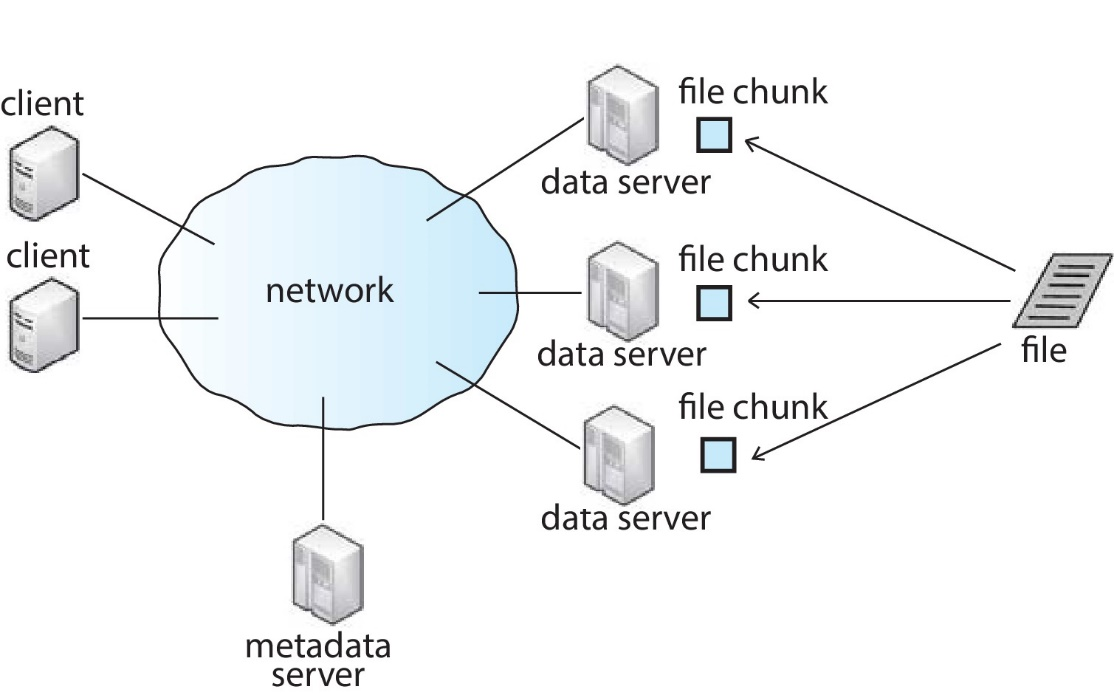 client
client
network
file chunk
data server
file chunk
data server
file chunk
data server
file
metadata
server